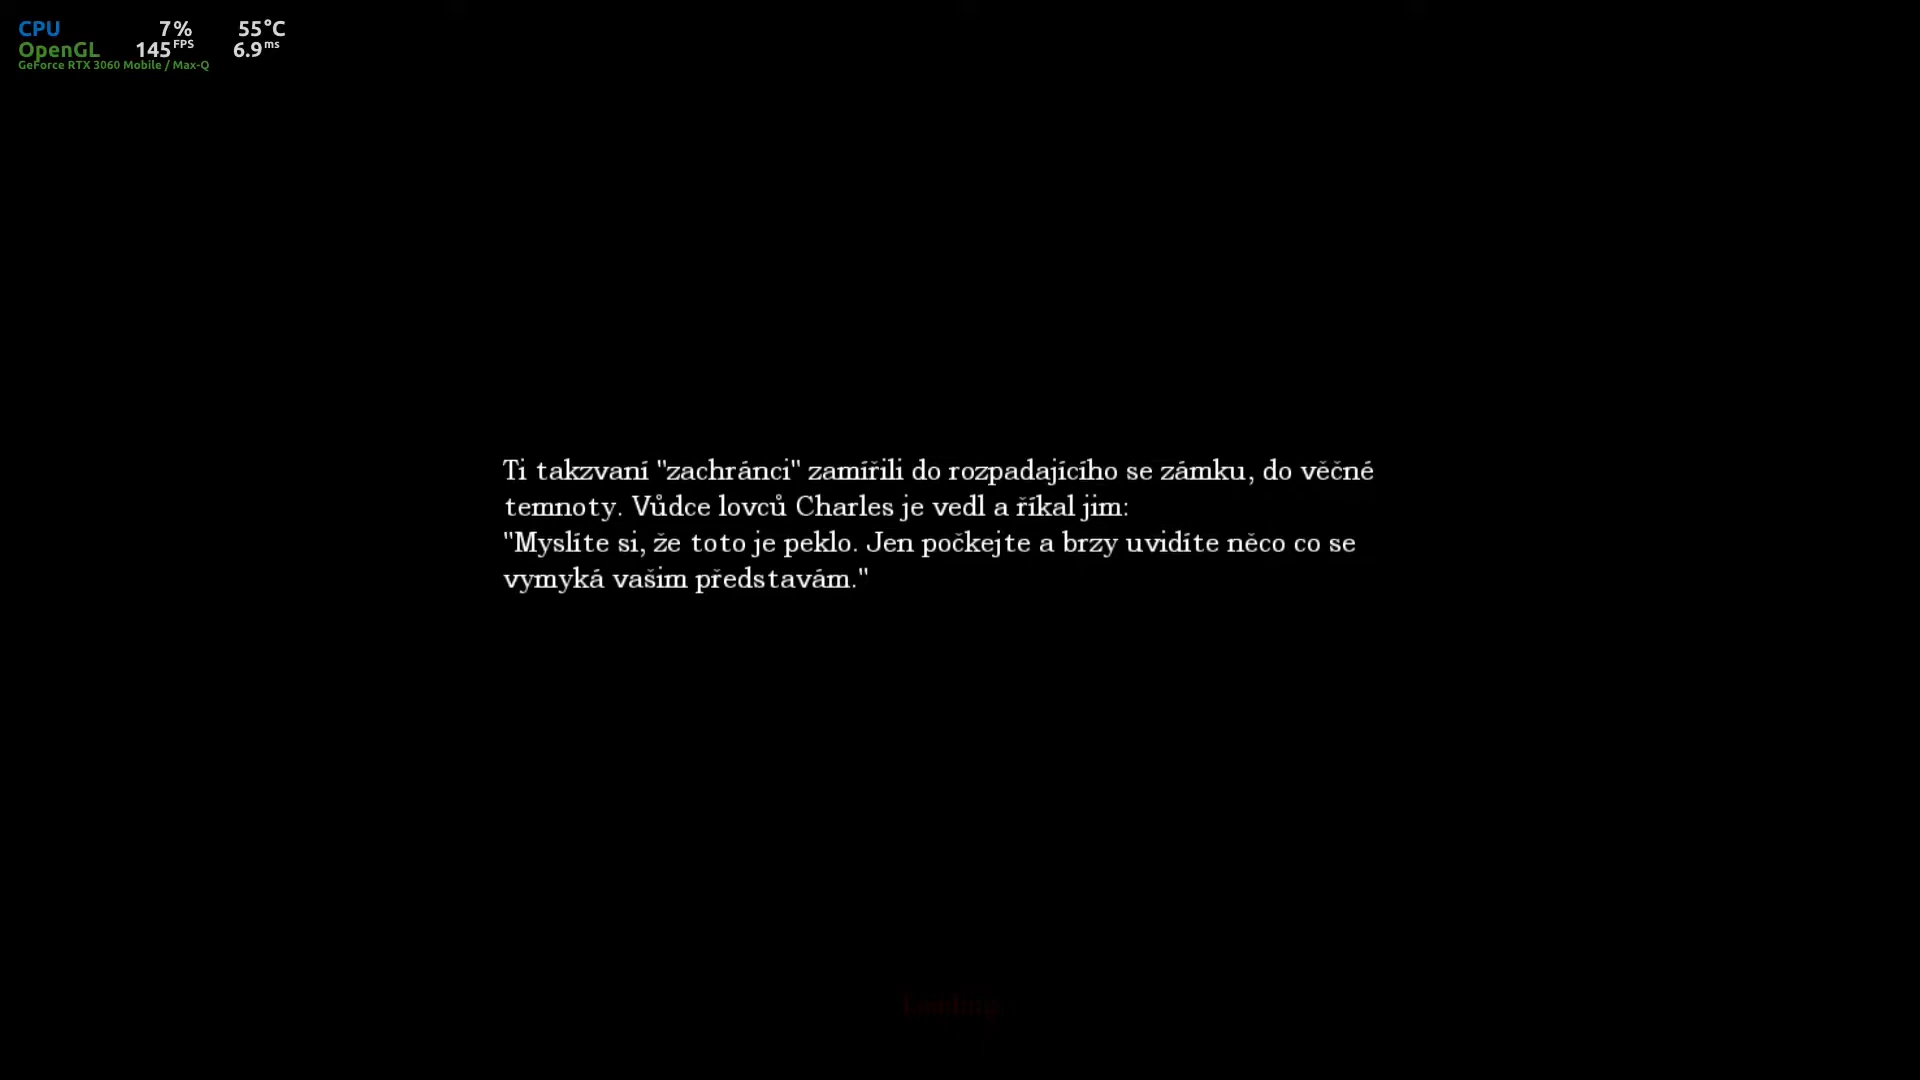 CPU 7% 55°C
OpenGL 145 FPS 6.9 ms
GeForce RTX 3060 Mobile / Max-Q
Ti takzvaní "zachránci" zamířili do rozpadajícího se zámku, do věčné
temnoty. Vůdce lovců Charles je vedl a říkal jim:
"Myslíte si, že toto je peklo. Jen počkejte a brzy uvidíte něco co se
vymyká vašim představám."